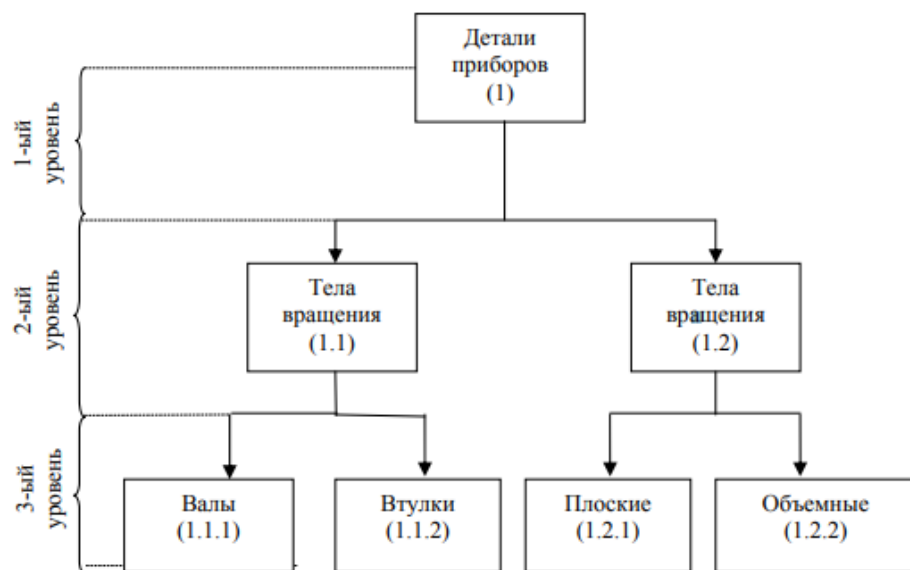 Детали
приборов
(1)
1-ый
уровень
Тела
вращения
(1.1)
Тела
вращения
(1.2)
2-ый
уровень
Валы
(1.1.1)
Втулки
(1.1.2)
Плоские
(1.2.1)
Объемные
(1.2.2)
3-ый
уровень